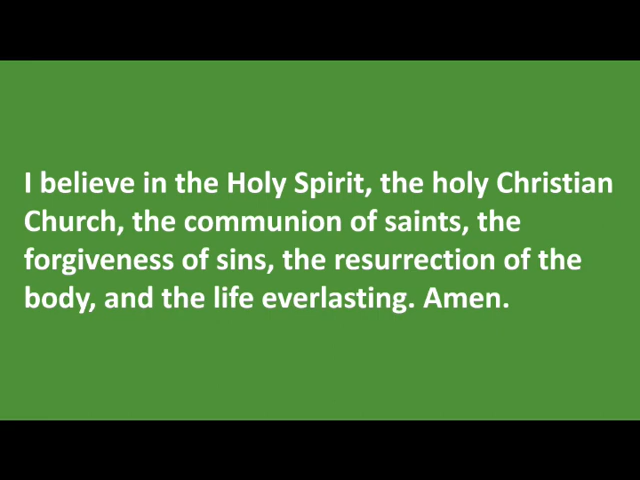 I believe in the Holy Spirit, the holy Christian
Church, the communion of saints, the
forgiveness of sins, the resurrection of the
body, and the life everlasting. Amen.